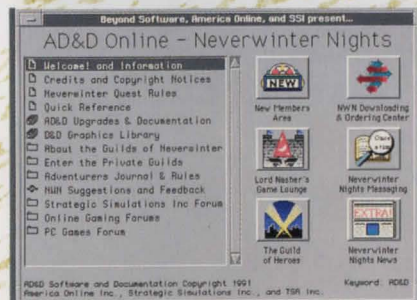 Beyond Software, America Online, and SSI present...
AD&D Online - Neverwinter Nights
Welcome! and Information
Credits and Copyright Notices
Neverwinter Quest Rules
Quick Reference
AD&D Upgrades & Documentation
D&D Graphics Library
About the Guilds of Neverwinter
Enter the Private Guilds
Adventurers Journal & Rules
NWN Suggestions and Feedback
Strategic Simulations Inc Forum
Online Gaming Forums
PC Games Forum
NEW
New Members
Area
NWN Downloading
& Ordering Center
Lord Nasher's
Game Lounge
Neverwinter
Nights Messaging
The Guild
of Heroes
EXTRA!
Neverwinter
Nights News
AD&D Software and Documentation Copyright 1991
America Online Inc., Strategic Simulations Inc., and TSR Inc.
Keyword: AD&D